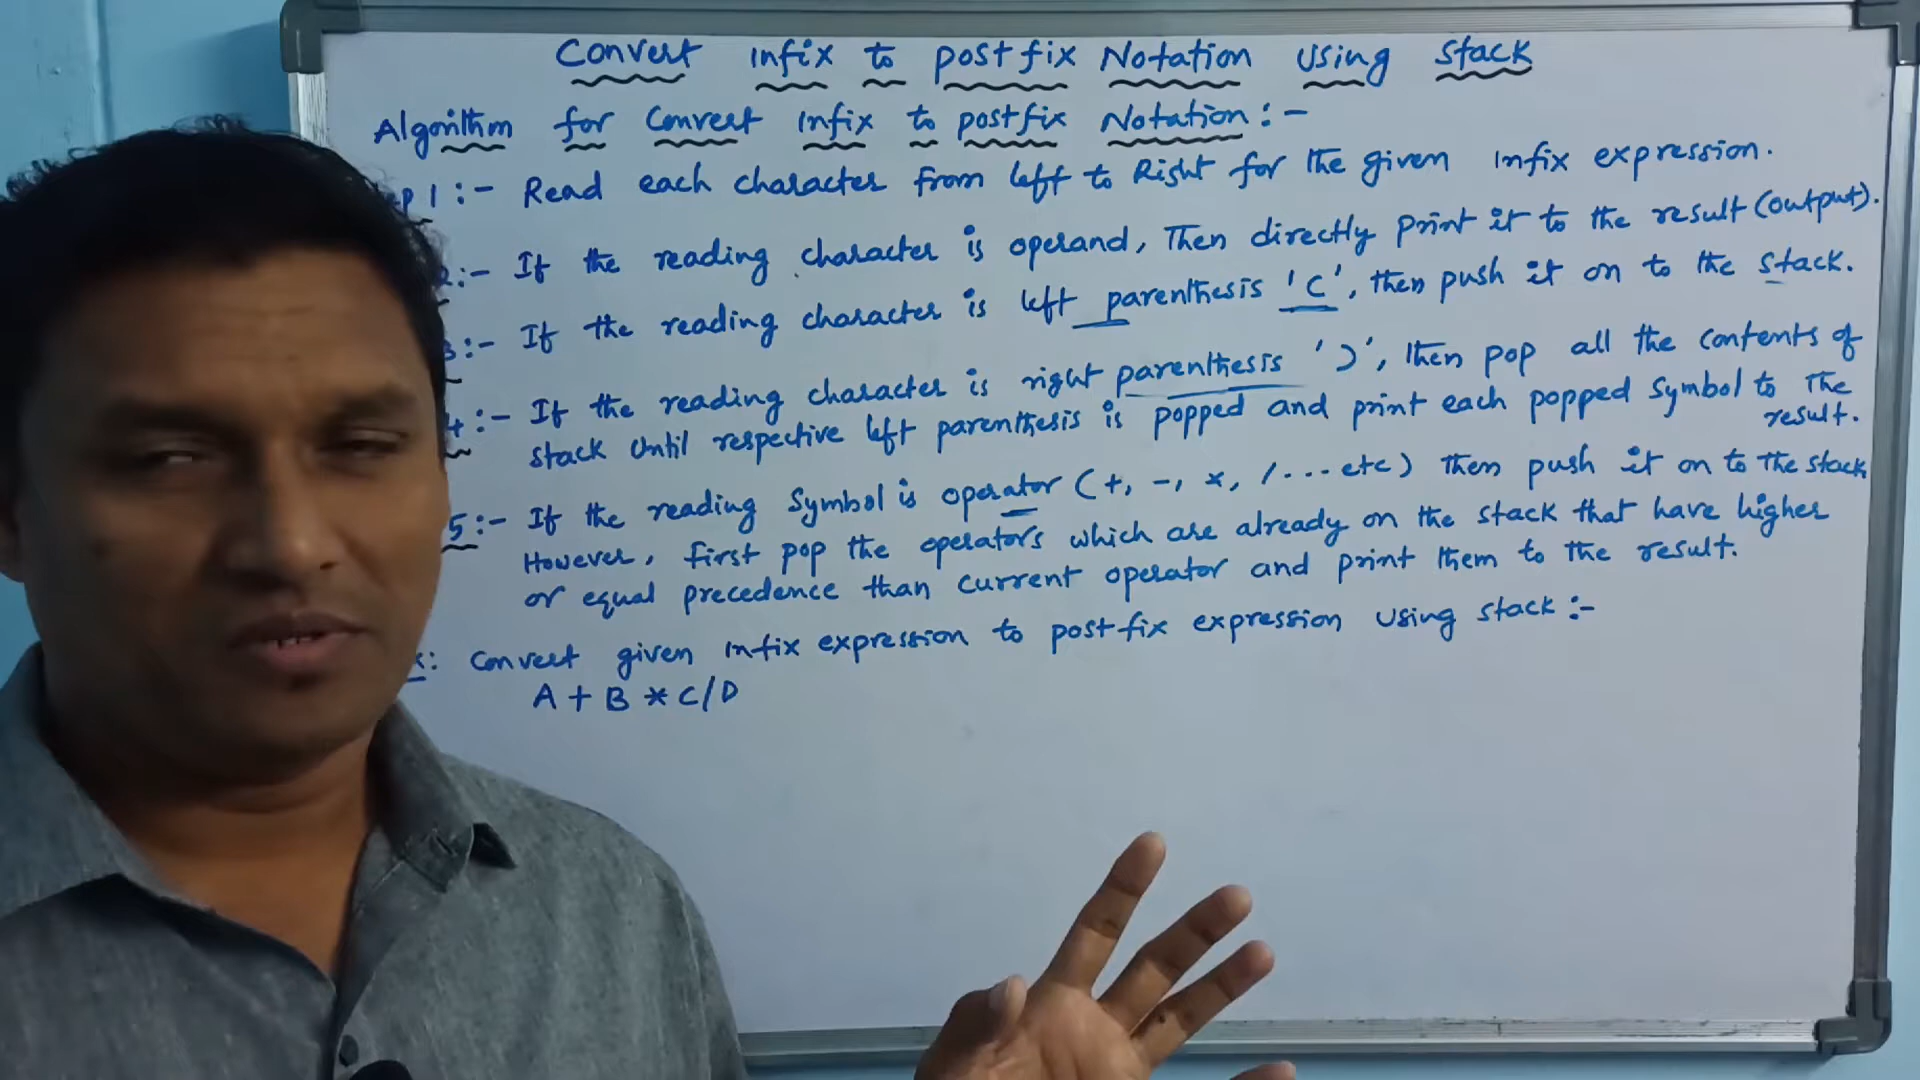 Convert Infix to postfix Notation Using Stack
Algorithm for Convert Infix to postfix Notation:-
ep 1:- Read each character from left to Right for the given infix expression.
2:- If the reading character is operand, Then directly print it to the result (output).
3:- If the reading character is left parenthesis '(', then push it on to the stack.
4:- If the reading character is right parenthesis ')', then pop all the contents of
stack Until respective left parenthesis is popped and print each popped symbol to the
result.
5:- If the reading Symbol is operator (+, -, x, /...etc) then push it on to the stack
However, first pop the operators which are already on the stack that have higher
or equal precedence than current operator and print them to the result.
x: Convert given infix expression to postfix expression using stack:-
A + B * C/D